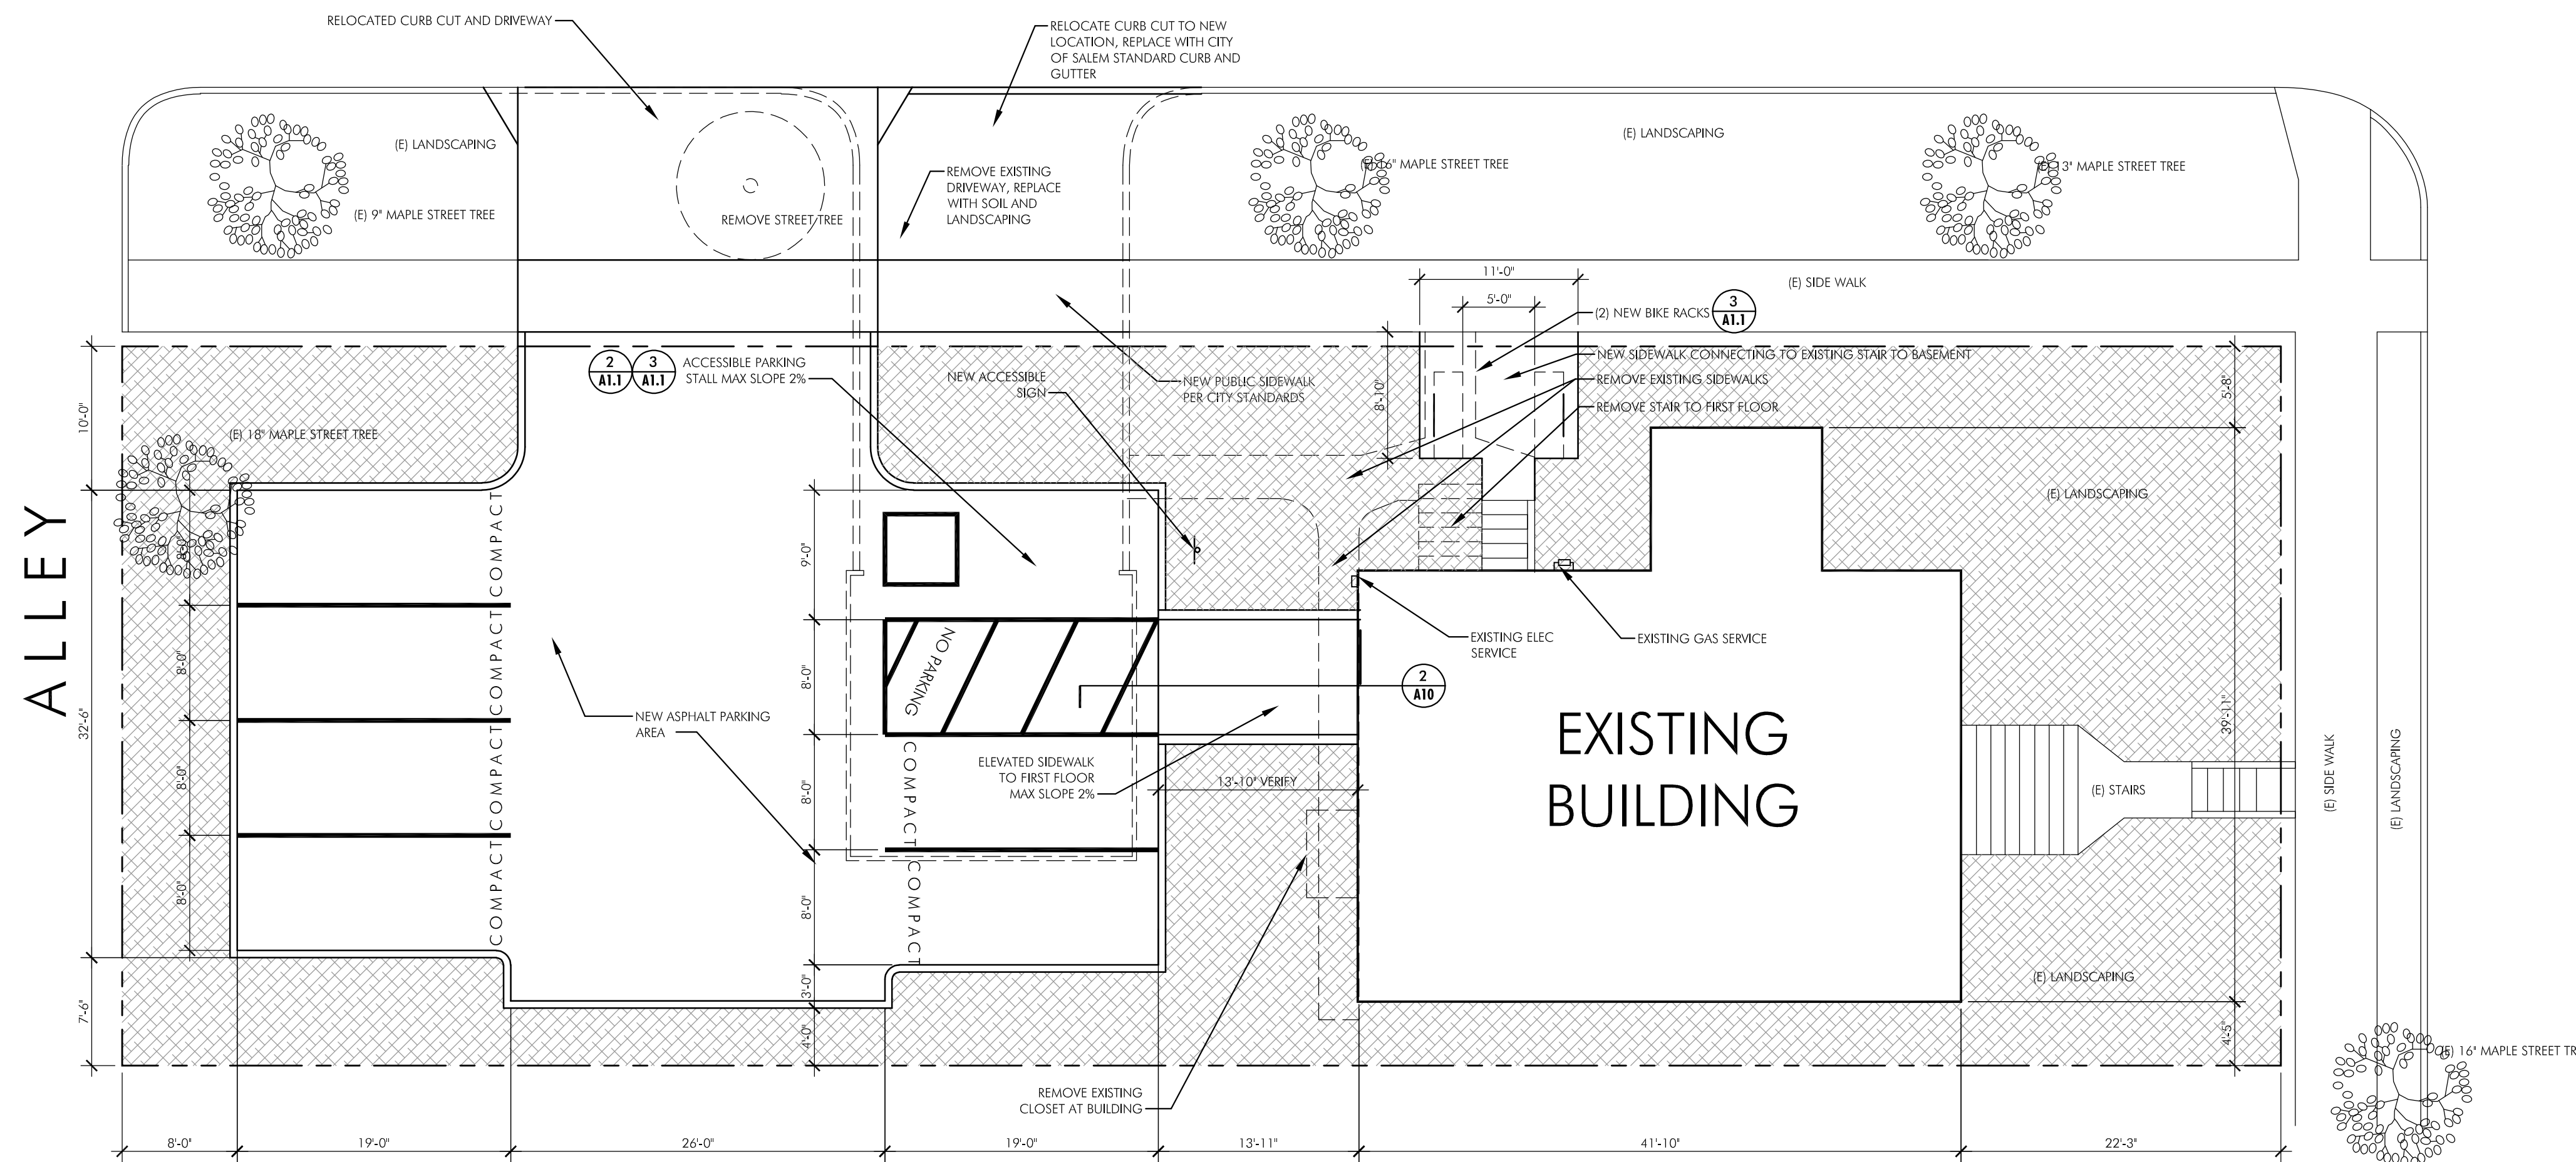 RELOCATED CURB CUT AND DRIVEWAY
RELOCATE CURB CUT TO NEW
LOCATION, REPLACE WITH CITY
OF SALEM STANDARD CURB AND
GUTTER
(E) LANDSCAPING
(E) LANDSCAPING
REMOVE EXISTING
DRIVEWAY, REPLACE
WITH SOIL AND
LANDSCAPING
(E) 16" MAPLE STREET TREE
(E) 13" MAPLE STREET TREE
(E) 9" MAPLE STREET TREE
REMOVE STREET TREE
11'-0"
5'-0"
(E) SIDE WALK
(2) NEW BIKE RACKS
3
A1.1
2
A1.1
3
A1.1
ACCESSIBLE PARKING
STALL MAX SLOPE 2%
NEW ACCESSIBLE
SIGN
NEW PUBLIC SIDEWALK
PER CITY STANDARDS
NEW SIDEWALK CONNECTING TO EXISTING STAIR TO BASEMENT
REMOVE EXISTING SIDEWALKS
REMOVE STAIR TO FIRST FLOOR
10'-0"
8'-10"
5'-8"
(E) 18" MAPLE STREET TREE
(E) LANDSCAPING
ALLEY
8'-0"
COMPACT
9'-0"
EXISTING ELEC
SERVICE
EXISTING GAS SERVICE
8'-0"
COMPACT
8'-0"
NO PARKING
2
A10
32'-6"
NEW ASPHALT PARKING
AREA
EXISTING
BUILDING
39'-11"
8'-0"
COMPACT
8'-0"
COMPACT
ELEVATED SIDEWALK
TO FIRST FLOOR
MAX SLOPE 2%
13'-10" VERIFY
(E) STAIRS
(E) SIDE WALK
(E) LANDSCAPING
8'-0"
COMPACT
8'-0"
COMPACT
(E) LANDSCAPING
7'-6"
3'-0"
4'-0"
4'-5"
(E) 16" MAPLE STREET TR
REMOVE EXISTING
CLOSET AT BUILDING
8'-0"
19'-0"
26'-0"
19'-0"
13'-11"
41'-10"
22'-3"